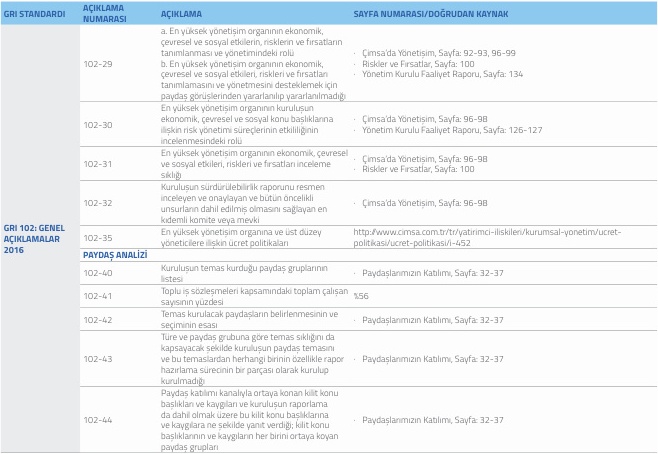 GRI STANDARDI
AÇIKLAMA
NUMARASI
AÇIKLAMA
SAYFA NUMARASI/DOĞRUDAN KAYNAK
GRI 102: GENEL
AÇIKLAMALAR
2016
102-29
a. En yüksek yönetişim organının ekonomik,
çevresel ve sosyal etkilerin, risklerin ve fırsatların
tanımlanması ve yönetimindeki rolü
b. En yüksek yönetişim organının ekonomik,
çevresel ve sosyal etkileri, riskleri ve fırsatları
tanımlamasını ve yönetmesini desteklemek için
paydaş görüşlerinden yararlanılıp yararlanılmadığı
· Çimsa'da Yönetişim, Sayfa: 92-93, 96-99
· Riskler ve Fırsatlar, Sayfa: 100
· Yönetim Kurulu Faaliyet Raporu, Sayfa: 134
102-30
En yüksek yönetişim organının kuruluşun
ekonomik, çevresel ve sosyal konu başlıklarına
ilişkin risk yönetimi süreçlerinin etkililiğinin
incelenmesindeki rolü
· Çimsa'da Yönetişim, Sayfa: 96-98
· Yönetim Kurulu Faaliyet Raporu, Sayfa: 126-127
102-31
En yüksek yönetişim organının ekonomik, çevresel
ve sosyal etkileri, riskleri ve fırsatları inceleme
sıklığı
· Çimsa'da Yönetişim, Sayfa: 96-98
· Riskler ve Fırsatlar, Sayfa: 100
102-32
Kuruluşun sürdürülebilirlik raporunu resmen
inceleyen ve onaylayan ve bütün öncelikli
unsurların dahil edilmiş olmasını sağlayan en
kıdemli komite veya mevki
· Çimsa'da Yönetişim, Sayfa: 96-98
102-35
En yüksek yönetişim organına ve üst düzey
yöneticilere ilişkin ücret politikaları
http://www.cimsa.com.tr/tr/yatirimci-iliskileri/kurumsal-yonetim/ucret-
politikasi/ucret-politikasi/i-452
PAYDAŞ ANALİZİ
102-40
Kuruluşun temas kurduğu paydaş gruplarının
listesi
· Paydaşlarımızın Katılımı, Sayfa: 32-37
102-41
Toplu iş sözleşmeleri kapsamındaki toplam çalışan
sayısının yüzdesi
%56
102-42
Temas kurulacak paydaşların belirlenmesinin ve
seçiminin esası
· Paydaşlarımızın Katılımı, Sayfa: 32-37
102-43
Türe ve paydaş grubuna göre temas sıklığını da
kapsayacak şekilde kuruluşun paydaş temasını
ve bu temaslardan herhangi birinin özellikle rapor
hazırlama sürecinin bir parçası olarak kurulup
kurulmadığı
· Paydaşlarımızın Katılımı, Sayfa: 32-37
102-44
Paydaş katılımı kanalıyla ortaya konan kilit konu
başlıkları ve kaygıları ve kuruluşun raporlama
da dahil olmak üzere bu kilit konu başlıklarına
ve kaygılara ne şekilde yanıt verdiği; kilit konu
başlıklarının ve kaygıların her birini ortaya koyan
paydaş grupları
· Paydaşlarımızın Katılımı, Sayfa: 32-37